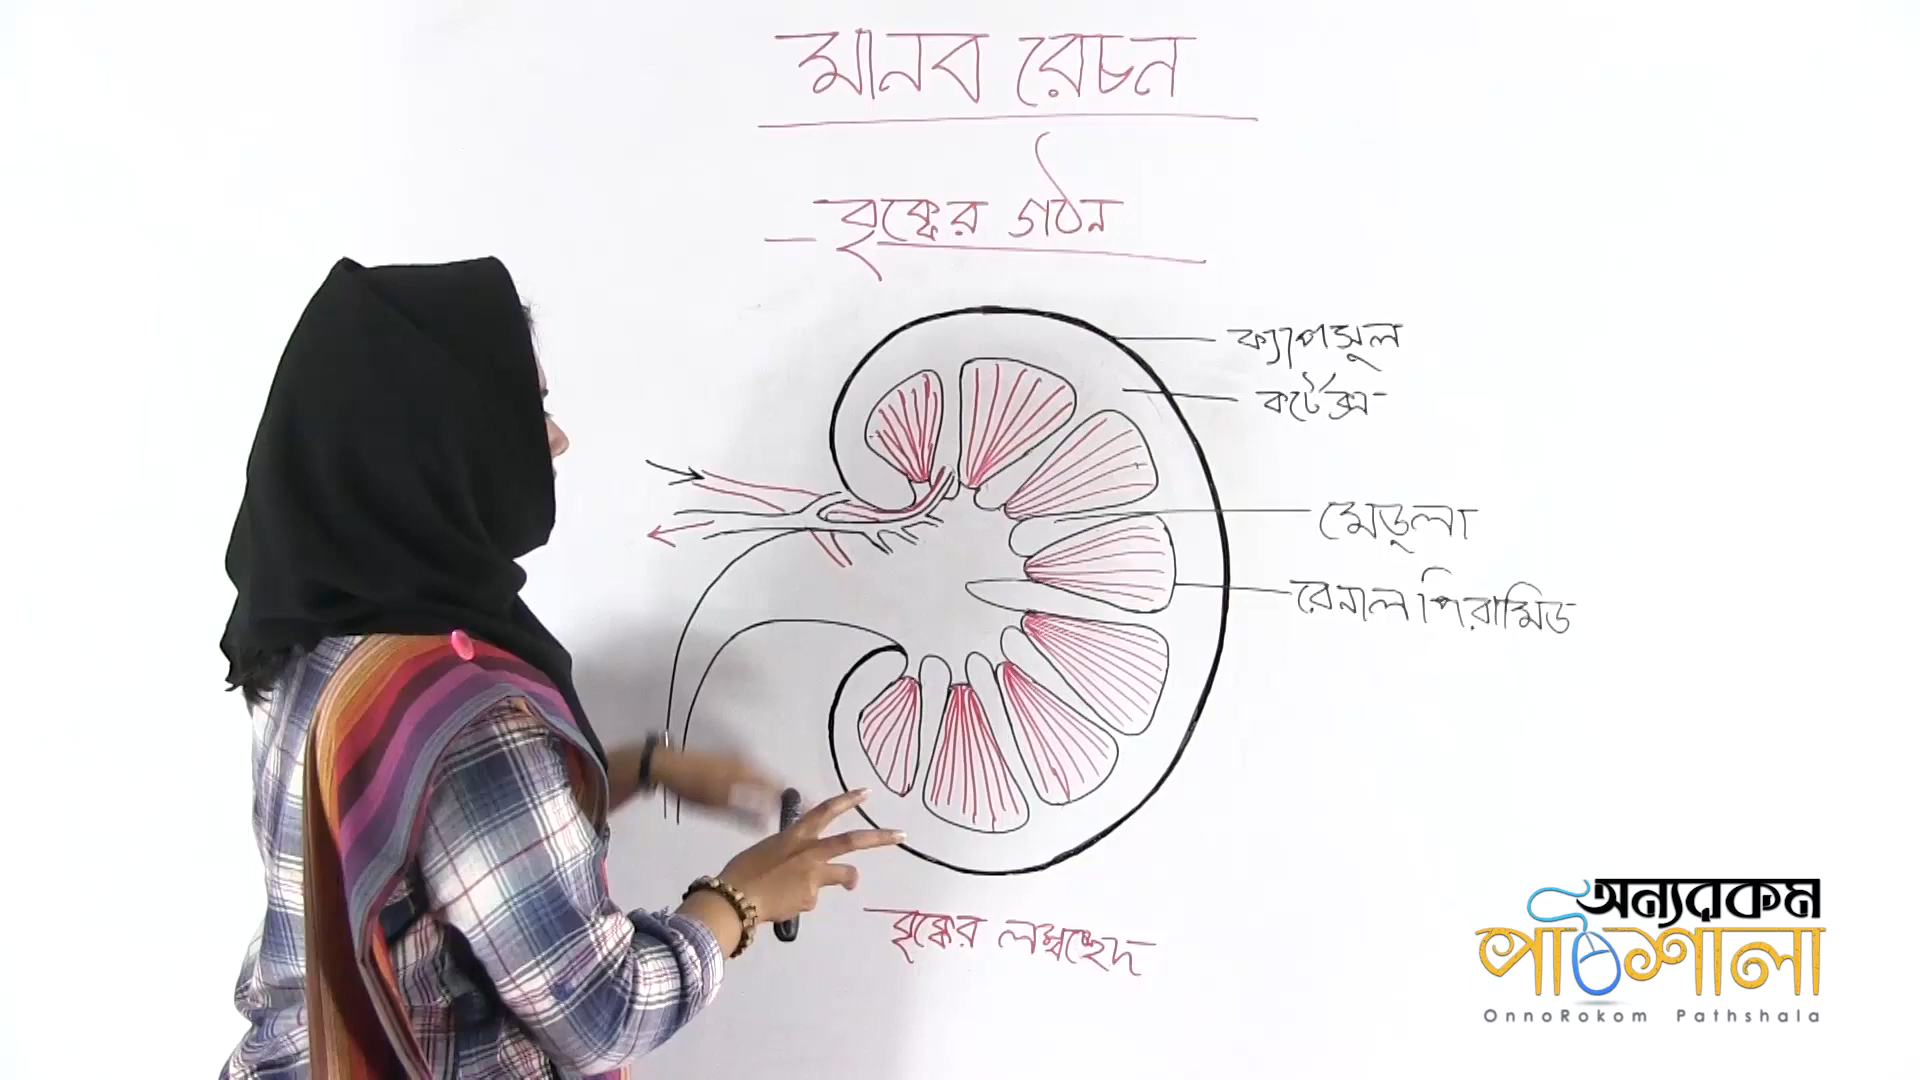 মানব রেচন
বৃক্কের গঠন
ক্যাপসুল
কর্টেক্স
মেডুলা
রেনাল পিরামিড
বৃক্কের লম্বচ্ছেদ
অন্যরকম
পাঠশালা
OnnoRokom Pathshala